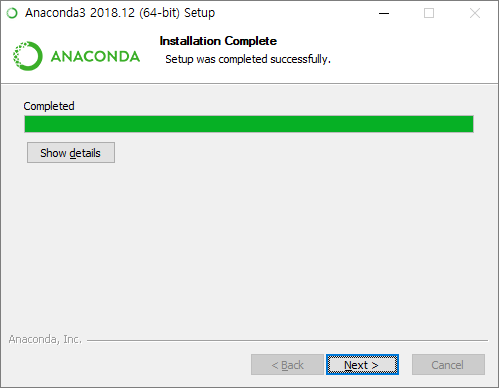 Anaconda3 2018.12 (64-bit) Setup
ANACONDA
Installation Complete
Setup was completed successfully.
Completed
Show details
Anaconda, Inc.
< Back
Next >
Cancel